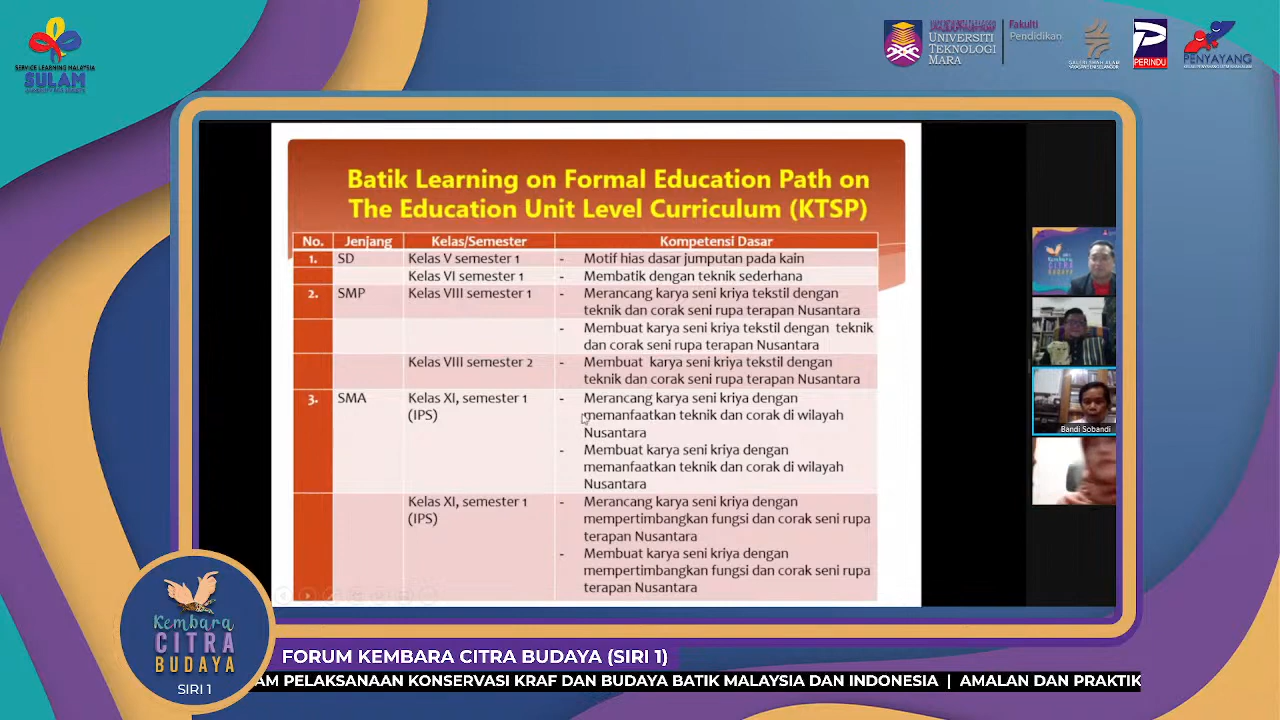 SERVICE LEARNING MALAYSIA
SULAM
UNIVERSITI
TEKNOLOGI
MARA
Fakulti
Pendidikan
PERINDU
PENYAYANG
Batik Learning on Formal Education Path on
The Education Unit Level Curriculum (KTSP)
No. Jenjang Kelas/Semester Kompetensi Dasar
1. SD Kelas V semester 1 - Motif hias dasar jumputan pada kain
Kelas VI semester 1 - Membatik dengan teknik sederhana
2. SMP Kelas VIII semester 1 - Merancang karya seni kriya tekstil dengan
teknik dan corak seni rupa terapan Nusantara
- Membuat karya seni kriya tekstil dengan teknik
dan corak seni rupa terapan Nusantara
Kelas VIII semester 2 - Membuat karya seni kriya tekstil dengan
teknik dan corak seni rupa terapan Nusantara
3. SMA Kelas XI, semester 1 - Merancang karya seni kriya dengan
(IPS) memanfaatkan teknik dan corak di wilayah
Nusantara
- Membuat karya seni kriya dengan
memanfaatkan teknik dan corak di wilayah
Nusantara
Kelas XI, semester 1 - Merancang karya seni kriya dengan
(IPS) mempertimbangkan fungsi dan corak seni rupa
terapan Nusantara
- Membuat karya seni kriya dengan
mempertimbangkan fungsi dan corak seni rupa
terapan Nusantara
Bandi Sobandi
Kembara
CITRA
BUDAYA
SIRI 1
FORUM KEMBARA CITRA BUDAYA (SIRI 1)
AM PELAKSANAAN KONSERVASI KRAF DAN BUDAYA BATIK MALAYSIA DAN INDONESIA | AMALAN DAN PRAKTIK